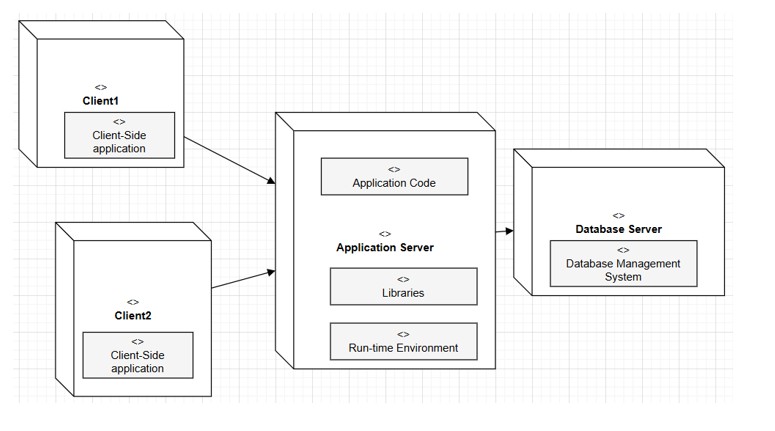 <>
Client1
<>
Client-Side
application
<>
Client2
<>
Client-Side
application
<>
Application Code
<>
Application Server
<>
Libraries
<>
Run-time Environment
<>
Database Server
<>
Database Management
System